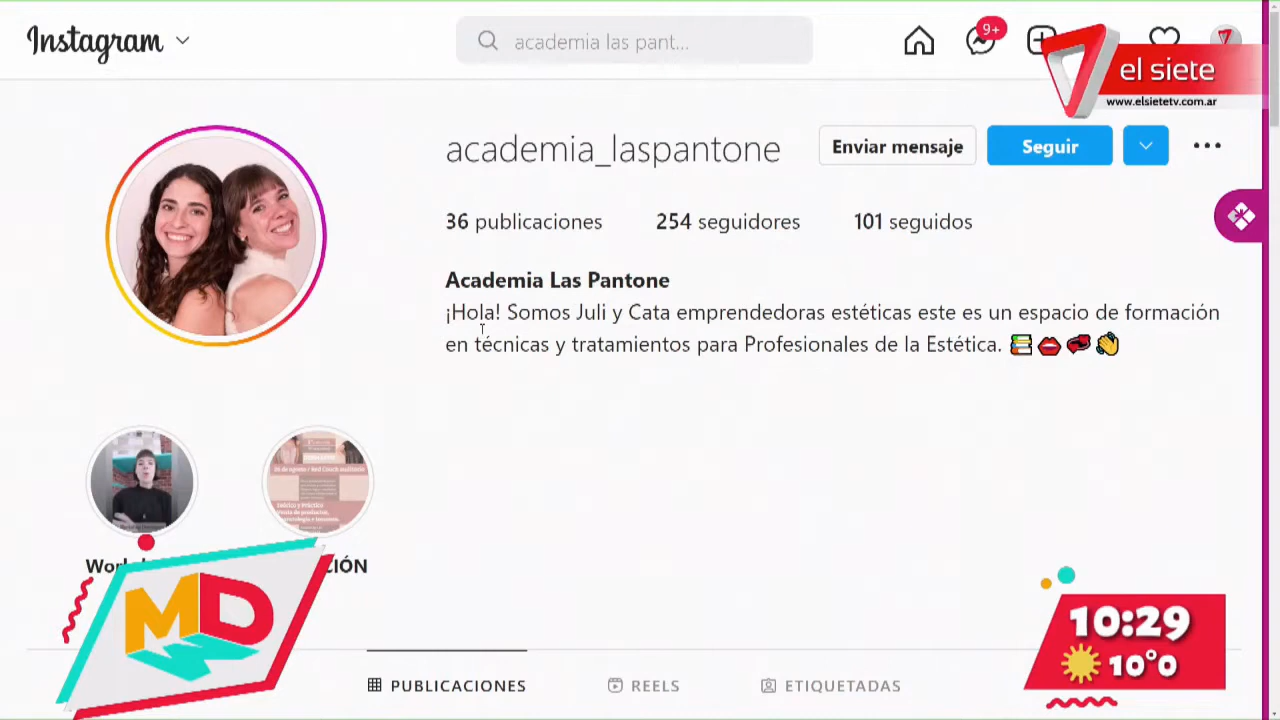 Instagram
academia las pant...
9+
el siete
www.elsietetv.com.ar
academia_laspantone
Enviar mensaje
Seguir
36 publicaciones
254 seguidores
101 seguidos
Academia Las Pantone
¡Hola! Somos Juli y Cata emprendedoras estéticas este es un espacio de formación
en técnicas y tratamientos para Profesionales de la Estética.
MD
10:29
10°0
PUBLICACIONES
REELS
ETIQUETADAS